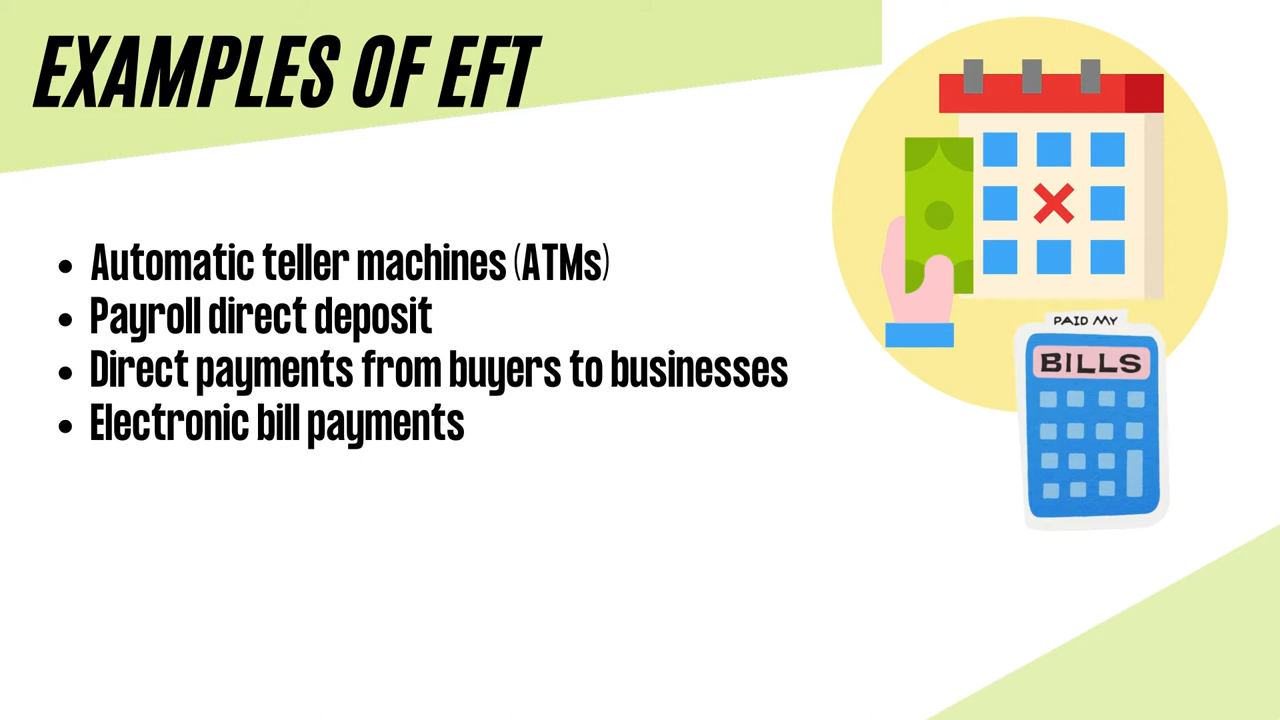 EXAMPLES OF EFT
• Automatic teller machines (ATMs)
• Payroll direct deposit
• Direct payments from buyers to businesses
• Electronic bill payments
PAID MY
BILLS